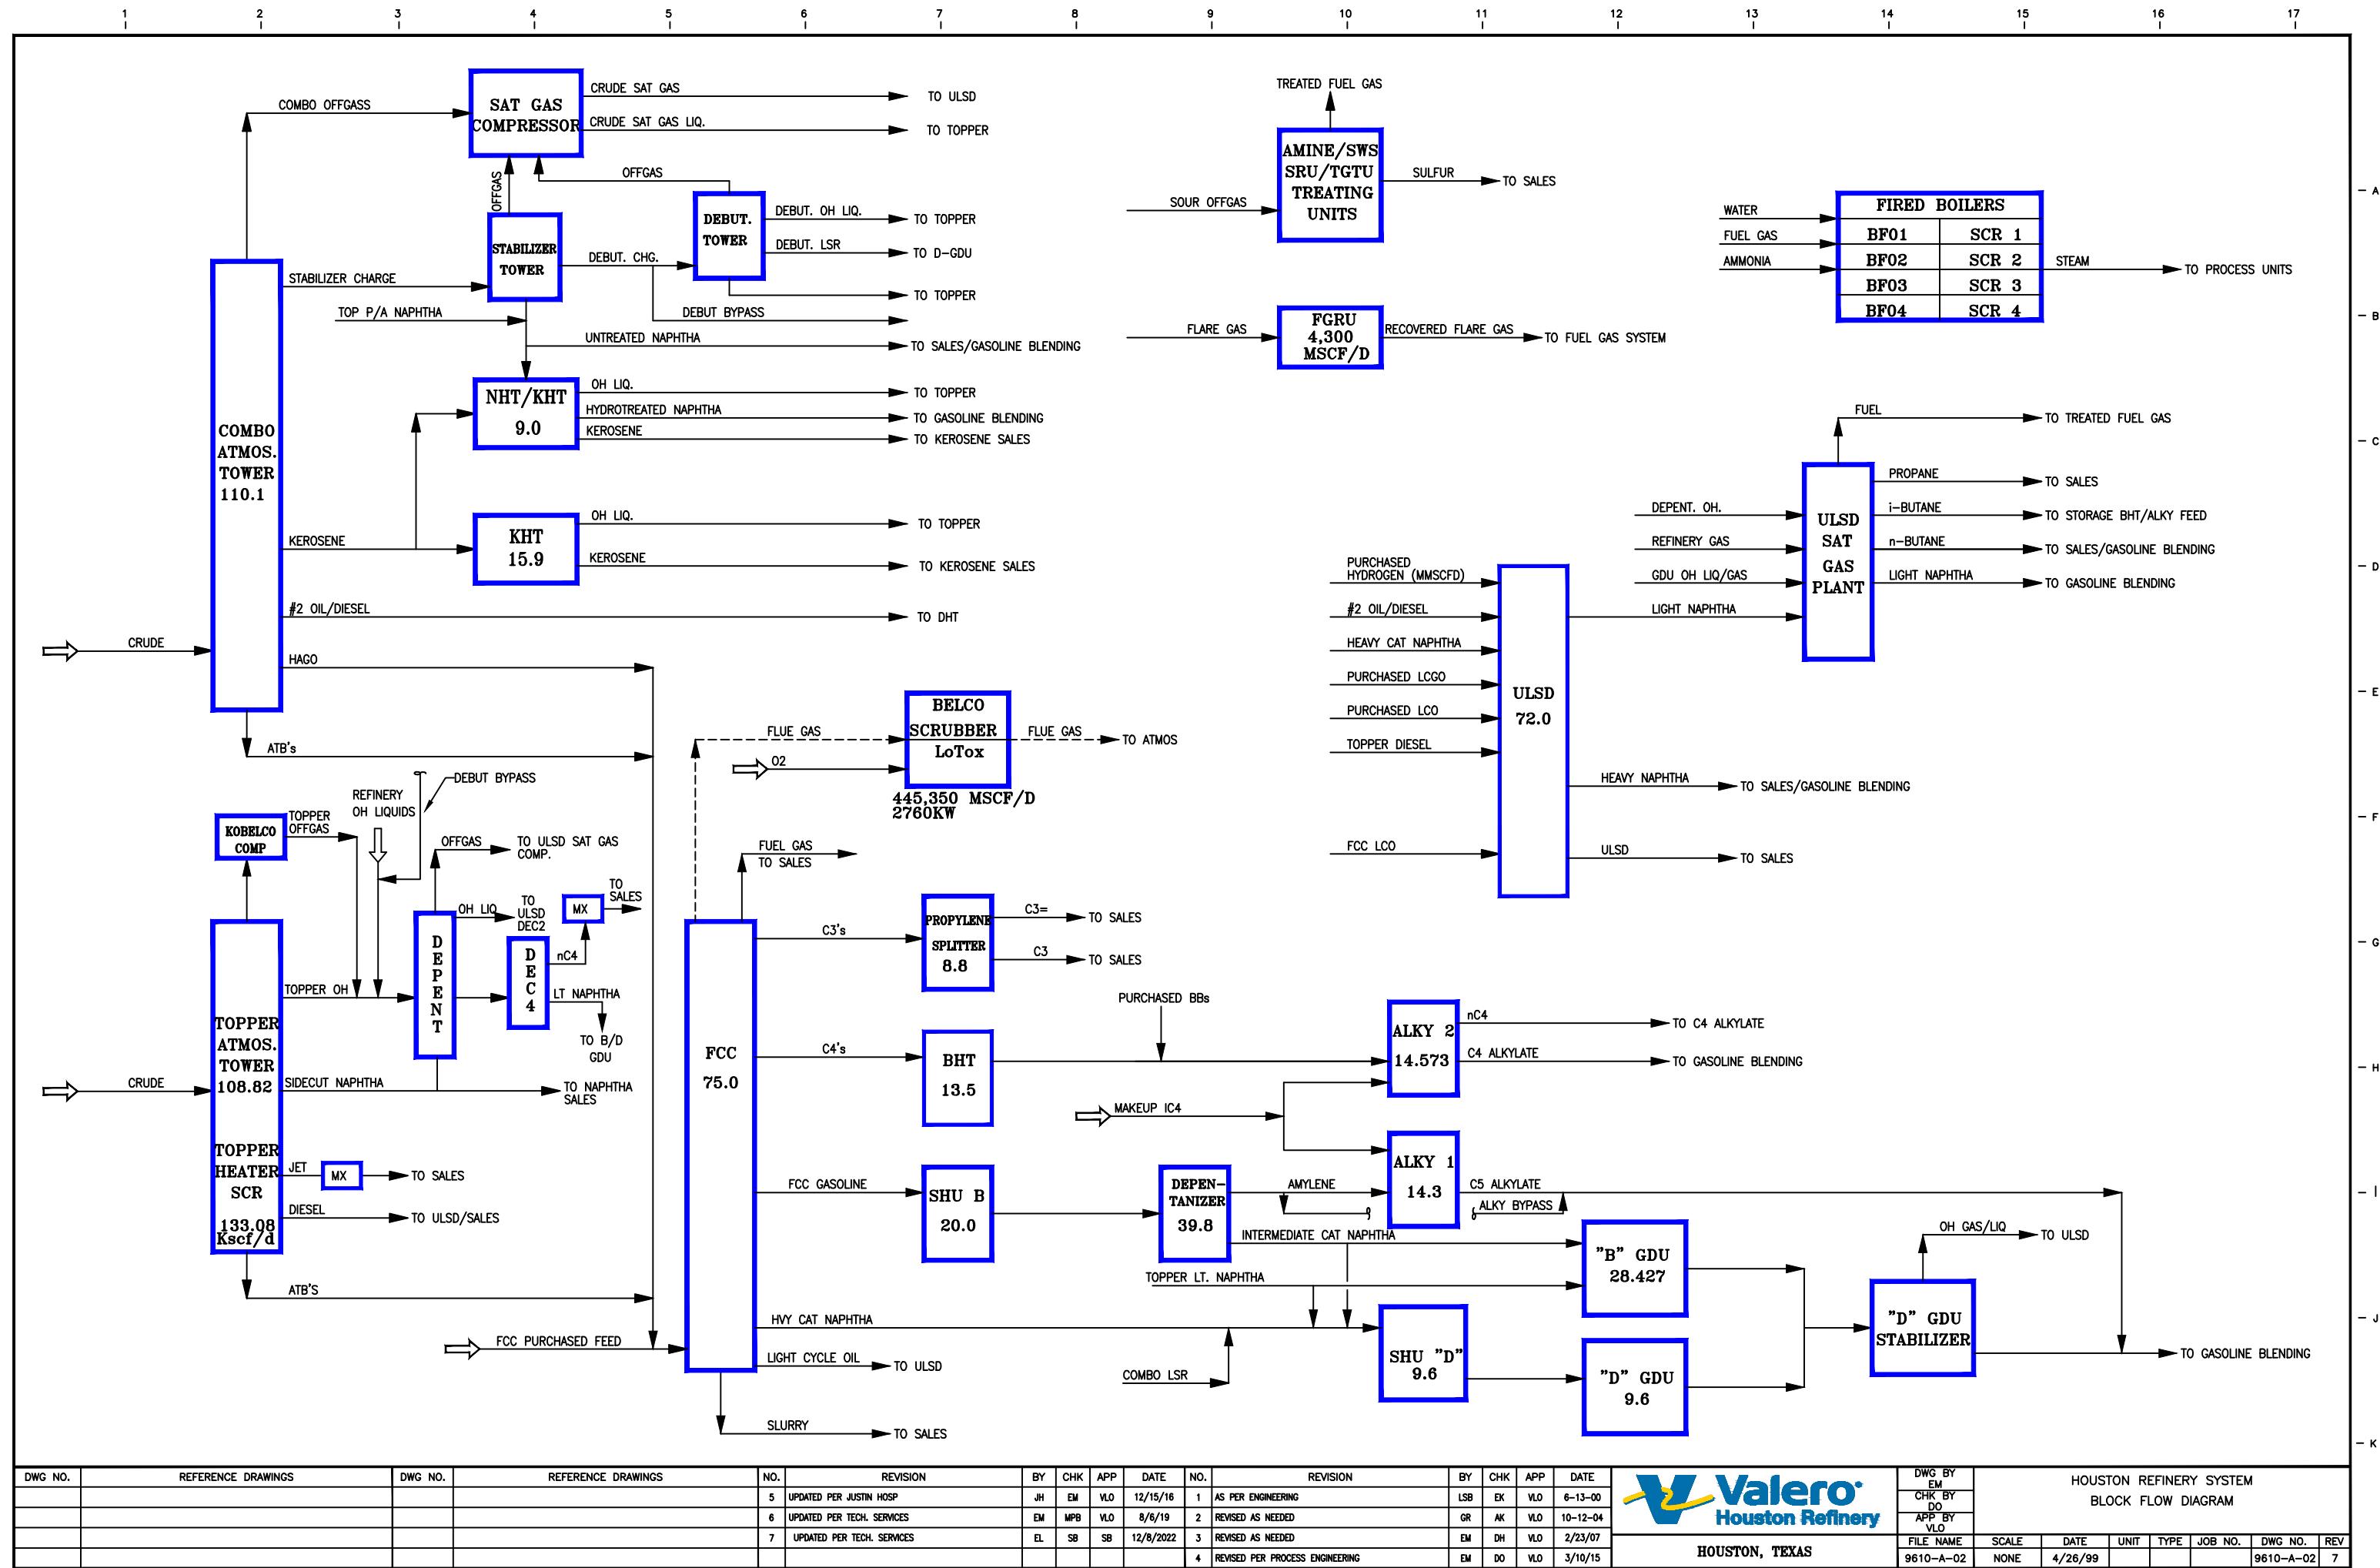 1 2 3 4 5 6 7 8 9 10 11 12 13 14 15 16 17
A
B
C
D
E
F
G
H
I
J
K
COMBO OFFGASS
SAT GAS
COMPRESSOR
CRUDE SAT GAS
TO ULSD
CRUDE SAT GAS LIQ.
TO TOPPER
OFFGAS
OFFGAS
STABILIZER
TOWER
DEBUT. CHG.
DEBUT.
TOWER
DEBUT. OH LIQ.
TO TOPPER
DEBUT. LSR
TO D-GDU
TO TOPPER
DEBUT BYPASS
STABILIZER CHARGE
TOP P/A NAPHTHA
UNTREATED NAPHTHA
TO SALES/GASOLINE BLENDING
COMBO
ATMOS.
TOWER
110.1
NHT/KHT
9.0
OH LIQ.
TO TOPPER
HYDROTREATED NAPHTHA
TO GASOLINE BLENDING
KEROSENE
TO KEROSENE SALES
KEROSENE
KHT
15.9
OH LIQ.
TO TOPPER
KEROSENE
TO KEROSENE SALES
#2 OIL/DIESEL
TO DHT
CRUDE
HAGO
ATB's
TREATED FUEL GAS
AMINE/SWS
SRU/TGTU
TREATING
UNITS
SOUR OFFGAS
SULFUR
TO SALES
FLARE GAS
FGRU
4,300
MSCF/D
RECOVERED FLARE GAS
TO FUEL GAS SYSTEM
WATER
FUEL GAS
AMMONIA
FIRED BOILERS
BF01 SCR 1
BF02 SCR 2
BF03 SCR 3
BF04 SCR 4
STEAM
TO PROCESS UNITS
FUEL
TO TREATED FUEL GAS
DEPENT. OH.
REFINERY GAS
GDU OH LIQ/GAS
LIGHT NAPHTHA
ULSD
SAT
GAS
PLANT
PROPANE
TO SALES
i-BUTANE
TO STORAGE BHT/ALKY FEED
n-BUTANE
TO SALES/GASOLINE BLENDING
LIGHT NAPHTHA
TO GASOLINE BLENDING
PURCHASED
HYDROGEN (MMSCFD)
#2 OIL/DIESEL
HEAVY CAT NAPHTHA
PURCHASED LCGO
PURCHASED LCO
TOPPER DIESEL
FCC LCO
ULSD
72.0
HEAVY NAPHTHA
TO SALES/GASOLINE BLENDING
ULSD
TO SALES
FLUE GAS
O2
BELCO
SCRUBBER
LoTox
445,350 MSCF/D
2760KW
FLUE GAS
TO ATMOS
KOBELCO
COMP
TOPPER
OFFGAS
REFINERY
OH LIQUIDS
DEBUT BYPASS
OFFGAS
TO ULSD SAT GAS
COMP.
OH LIQ
TO
ULSD
DEC2
MX
TO
SALES
D
E
P
E
N
T
D
E
C
4
nC4
LT NAPHTHA
TO B/D
GDU
TOPPER OH
TOPPER
ATMOS.
TOWER
108.82
TOPPER
HEATER
SCR
133.08
Kscf/d
CRUDE
SIDECUT NAPHTHA
TO NAPHTHA
SALES
JET
MX
TO SALES
DIESEL
TO ULSD/SALES
ATB'S
FCC PURCHASED FEED
FUEL GAS
TO SALES
FCC
75.0
C3's
PROPYLENE
SPLITTER
8.8
C3=
TO SALES
C3
TO SALES
C4's
BHT
13.5
PURCHASED BBs
MAKEUP IC4
ALKY 2
14.573
nC4
TO C4 ALKYLATE
C4 ALKYLATE
TO GASOLINE BLENDING
FCC GASOLINE
SHU B
20.0
DEPEN-
TANIZER
39.8
AMYLENE
ALKY 1
14.3
C5 ALKYLATE
ALKY BYPASS
INTERMEDIATE CAT NAPHTHA
TOPPER LT. NAPHTHA
"B" GDU
28.427
HVY CAT NAPHTHA
COMBO LSR
SHU "D"
9.6
"D" GDU
9.6
OH GAS/LIQ
TO ULSD
"D" GDU
STABILIZER
TO GASOLINE BLENDING
LIGHT CYCLE OIL
TO ULSD
SLURRY
TO SALES
DWG NO. REFERENCE DRAWINGS DWG NO. REFERENCE DRAWINGS NO. REVISION BY CHK APP DATE NO. REVISION BY CHK APP DATE
5 UPDATED PER JUSTIN HOSP JH EM VLO 12/15/16 1 AS PER ENGINEERING LSB EK VLO 6-13-00
6 UPDATED PER TECH. SERVICES EM MPB VLO 8/6/19 2 REVISED AS NEEDED GR AK VLO 10-12-04
7 UPDATED PER TECH. SERVICES EL SB SB 12/8/2022 3 REVISED AS NEEDED EM DH VLO 2/23/07
4 REVISED PER PROCESS ENGINEERING EM DO VLO 3/10/15
Valero
Houston Refinery
HOUSTON, TEXAS
DWG BY
EM
CHK BY
DO
APP BY
VLO
HOUSTON REFINERY SYSTEM
BLOCK FLOW DIAGRAM
FILE NAME SCALE DATE UNIT TYPE JOB NO. DWG NO. REV
9610-A-02 NONE 4/26/99 9610-A-02 7